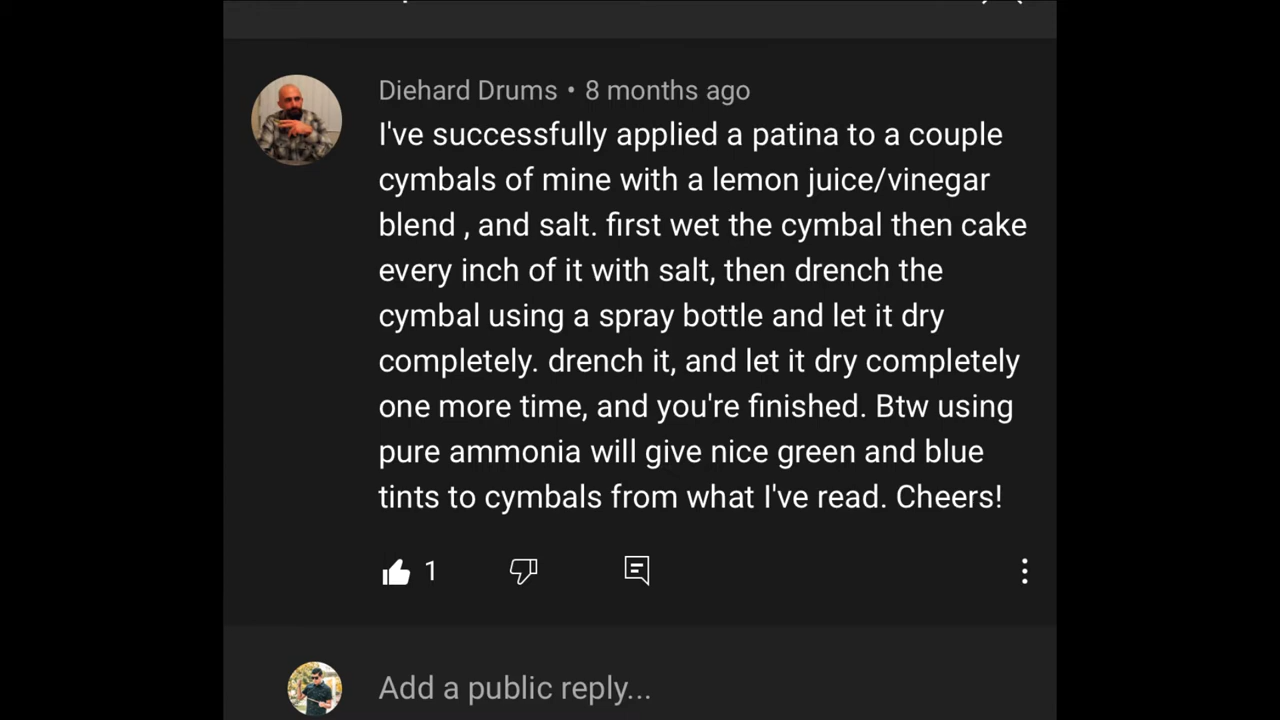 Diehard Drums • 8 months ago
I've successfully applied a patina to a couple
cymbals of mine with a lemon juice/vinegar
blend , and salt. first wet the cymbal then cake
every inch of it with salt, then drench the
cymbal using a spray bottle and let it dry
completely. drench it, and let it dry completely
one more time, and you're finished. Btw using
pure ammonia will give nice green and blue
tints to cymbals from what I've read. Cheers!
1
Add a public reply...